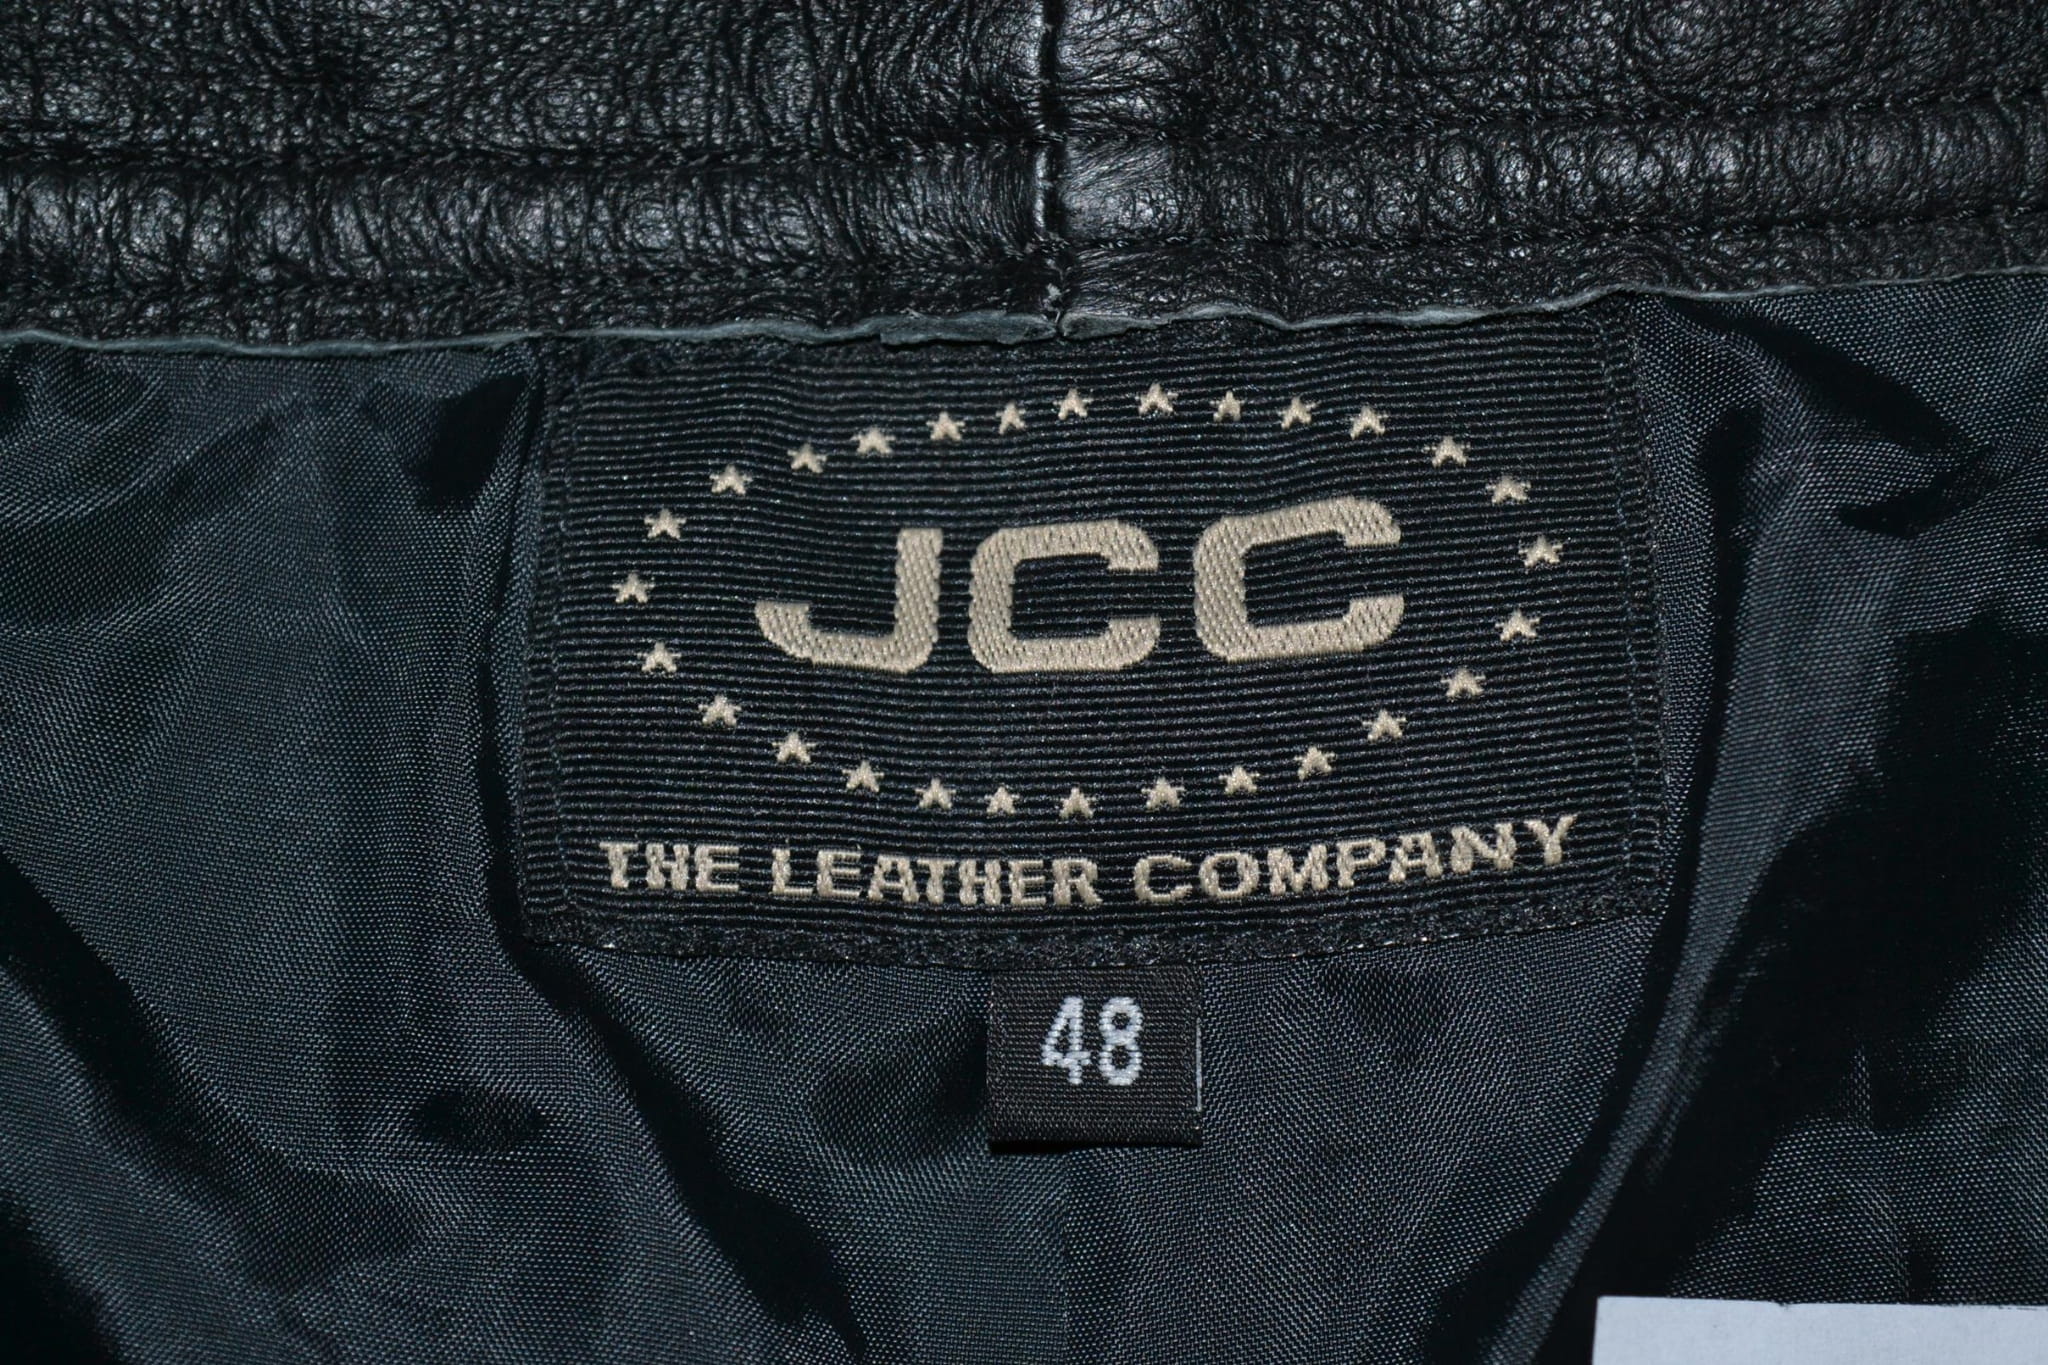 JCC
THE LEATHER COMPANY
48